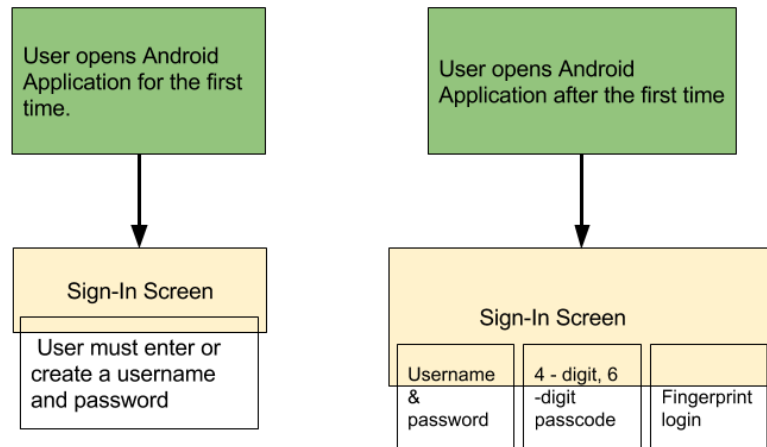 User opens Android
Application for the first
time.
User opens Android
Application after the first time
Sign-In Screen
User must enter or
create a username
and password
Sign-In Screen
Username
&
password
4 - digit, 6
-digit
passcode
Fingerprint
login